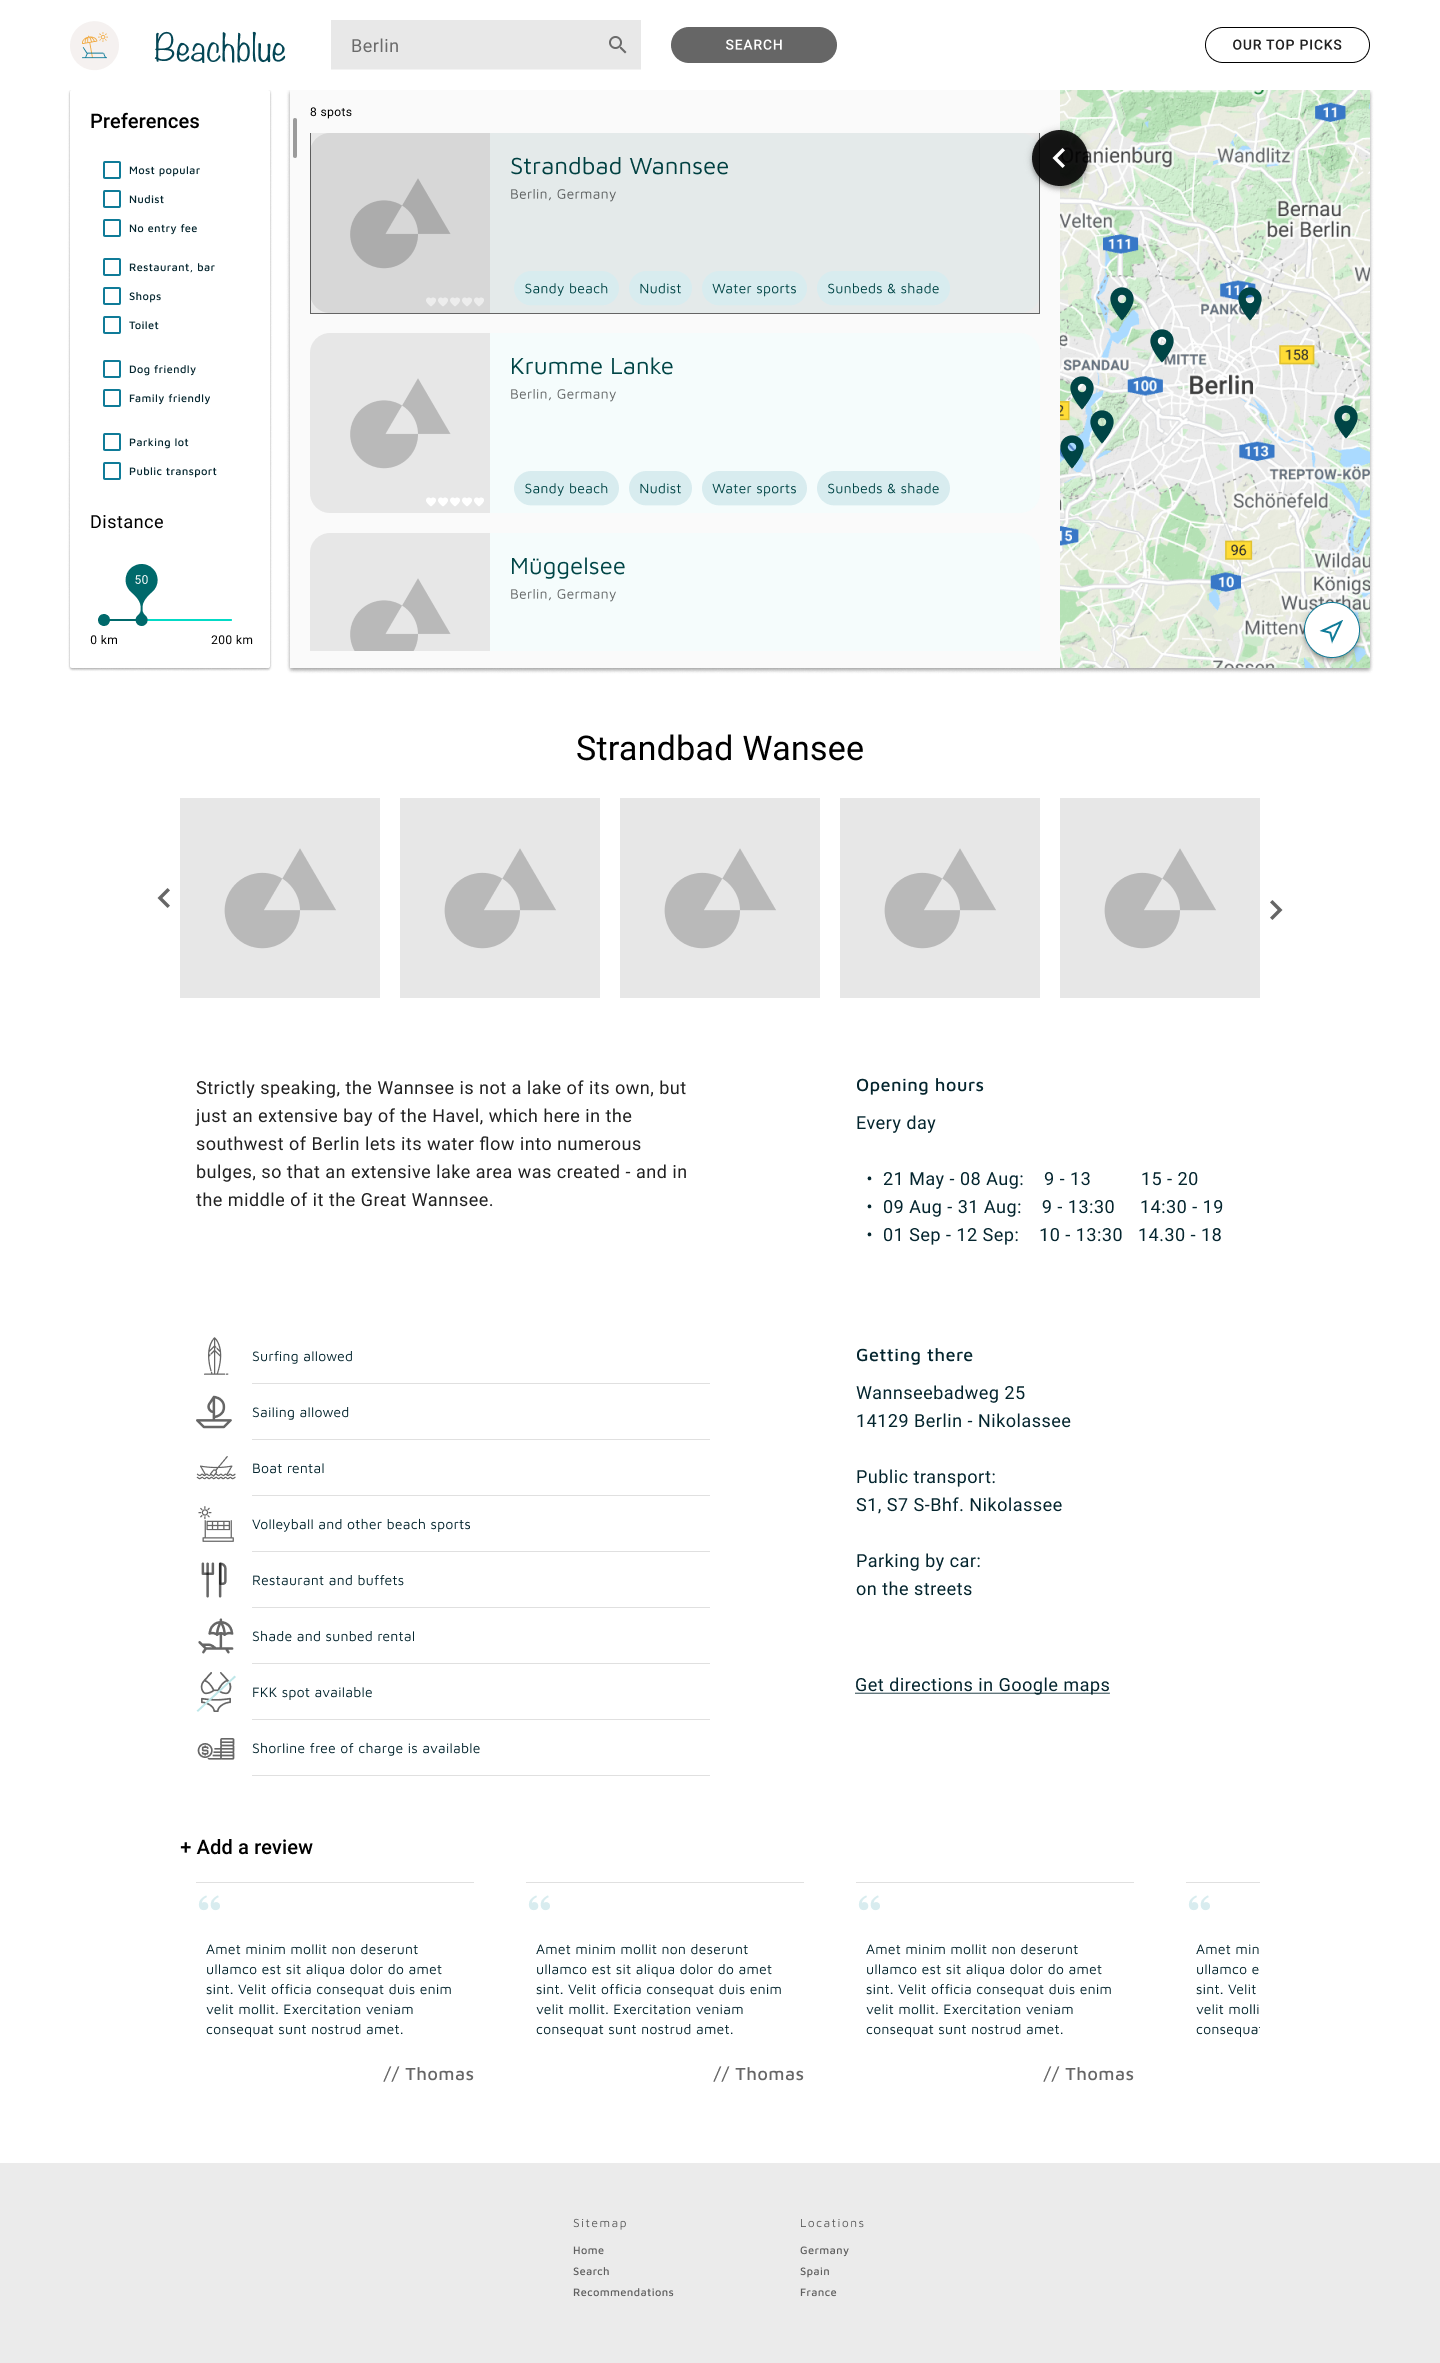 Beachblue
Berlin
SEARCH
OUR TOP PICKS
Preferences
Most popular
Nudist
No entry fee
Restaurant, bar
Shops
Toilet
Dog friendly
Family friendly
Parking lot
Public transport
Distance
50
0 km
200 km
8 spots
Strandbad Wannsee
Berlin, Germany
Sandy beach
Nudist
Water sports
Sunbeds & shade
Krumme Lanke
Berlin, Germany
Sandy beach
Nudist
Water sports
Sunbeds & shade
Müggelsee
Berlin, Germany
11
Oranienburg
Wandlitz
Velten
Bernau
bei Berlin
111
W
114
PANKOW
SPANDAU
MITTE
158
100
Berlin
2
113
TREPTOW-KÖP
Schönefeld
15
96
Wildau
10
Königs
Wusterhau
Mittenw
Zossen
Strandbad Wansee
Strictly speaking, the Wannsee is not a lake of its own, but
just an extensive bay of the Havel, which here in the
southwest of Berlin lets its water flow into numerous
bulges, so that an extensive lake area was created - and in
the middle of it the Great Wannsee.
Opening hours
Every day
• 21 May - 08 Aug: 9 - 13 15 - 20
• 09 Aug - 31 Aug: 9 - 13:30 14:30 - 19
• 01 Sep - 12 Sep: 10 - 13:30 14.30 - 18
Surfing allowed
Sailing allowed
Boat rental
Volleyball and other beach sports
Restaurant and buffets
Shade and sunbed rental
FKK spot available
Shorline free of charge is available
Getting there
Wannseebadweg 25
14129 Berlin - Nikolassee
Public transport:
S1, S7 S-Bhf. Nikolassee
Parking by car:
on the streets
Get directions in Google maps
+ Add a review
“
Amet minim mollit non deserunt
ullamco est sit aliqua dolor do amet
sint. Velit officia consequat duis enim
velit mollit. Exercitation veniam
consequat sunt nostrud amet.
// Thomas
“
Amet minim mollit non deserunt
ullamco est sit aliqua dolor do amet
sint. Velit officia consequat duis enim
velit mollit. Exercitation veniam
consequat sunt nostrud amet.
// Thomas
“
Amet minim mollit non deserunt
ullamco est sit aliqua dolor do amet
sint. Velit officia consequat duis enim
velit mollit. Exercitation veniam
consequat sunt nostrud amet.
// Thomas
“
Amet min
ullamco e
sint. Velit
velit molli
consequa
Sitemap
Home
Search
Recommendations
Locations
Germany
Spain
France